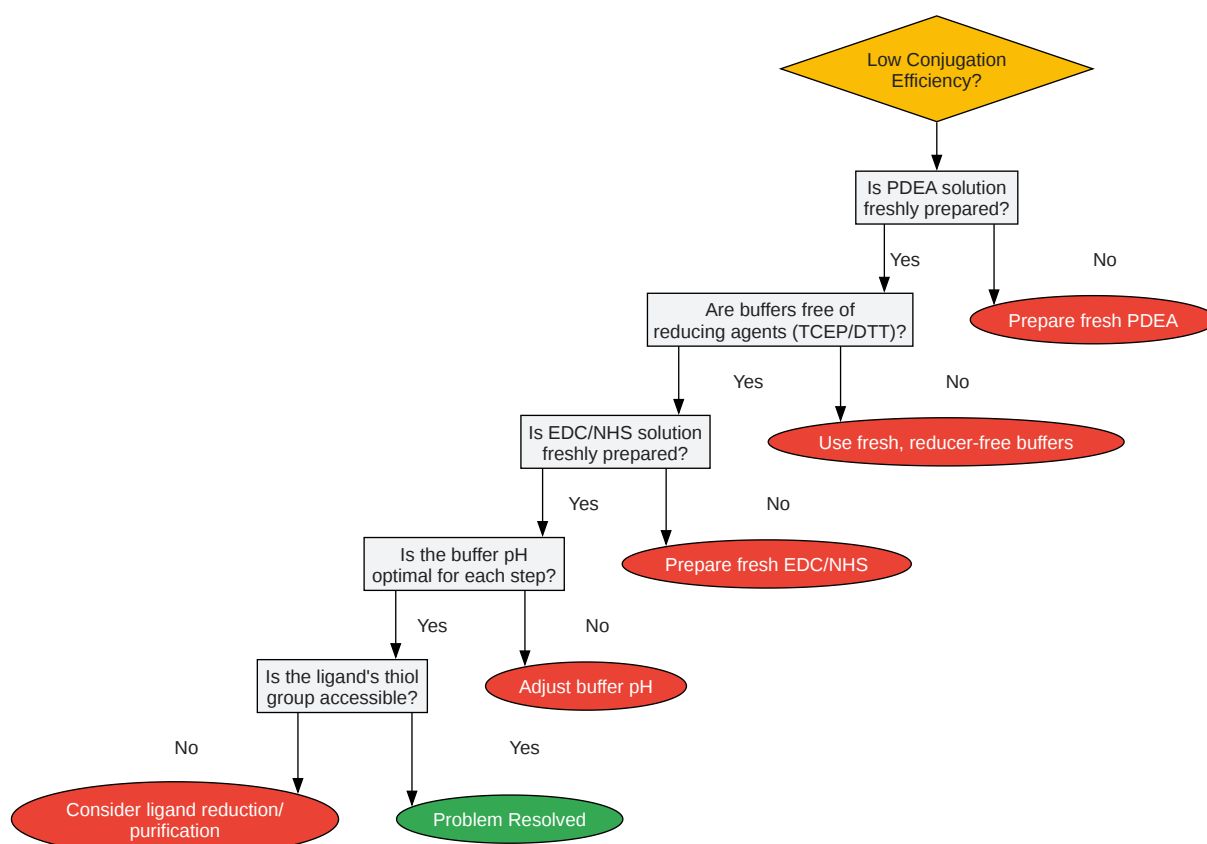 Low Conjugation
Efficiency?
Is PDEA solution
freshly prepared?
Yes
No
Are buffers free of
reducing agents (TCEP/DTT)?
Prepare fresh PDEA
Yes
No
Is EDC/NHS solution
freshly prepared?
Use fresh, reducer-free buffers
Yes
No
Is the buffer pH
optimal for each step?
Prepare fresh EDC/NHS
Yes
No
Is the ligand's thiol
group accessible?
Adjust buffer pH
No
Yes
Consider ligand reduction/
purification
Problem Resolved